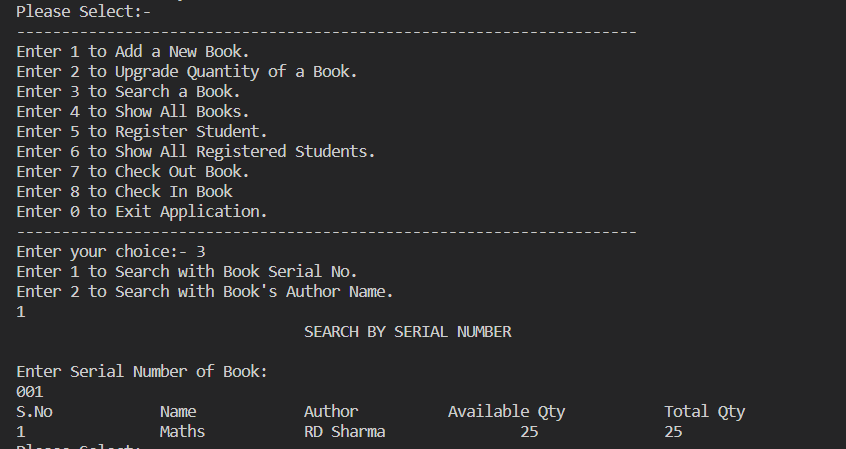 Please Select:-
---------------------------------------------------------------------
Enter 1 to Add a New Book.
Enter 2 to Upgrade Quantity of a Book.
Enter 3 to Search a Book.
Enter 4 to Show All Books.
Enter 5 to Register Student.
Enter 6 to Show All Registered Students.
Enter 7 to Check Out Book.
Enter 8 to Check In Book
Enter 0 to Exit Application.
---------------------------------------------------------------------
Enter your choice:- 3
Enter 1 to Search with Book Serial No.
Enter 2 to Search with Book's Author Name.
1
SEARCH BY SERIAL NUMBER
Enter Serial Number of Book:
001
S.No Name Author Available Qty Total Qty
1 Maths RD Sharma 25 25